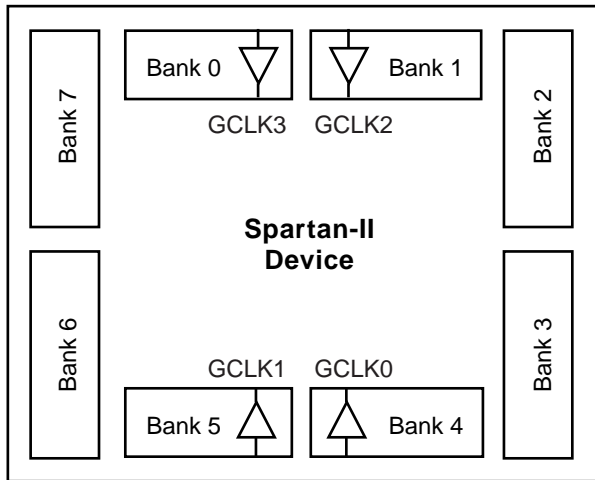 Bank 0
Bank 1
Bank 7
Bank 2
GCLK3
GCLK2
Spartan-II
Device
Bank 6
Bank 3
GCLK1
GCLK0
Bank 5
Bank 4